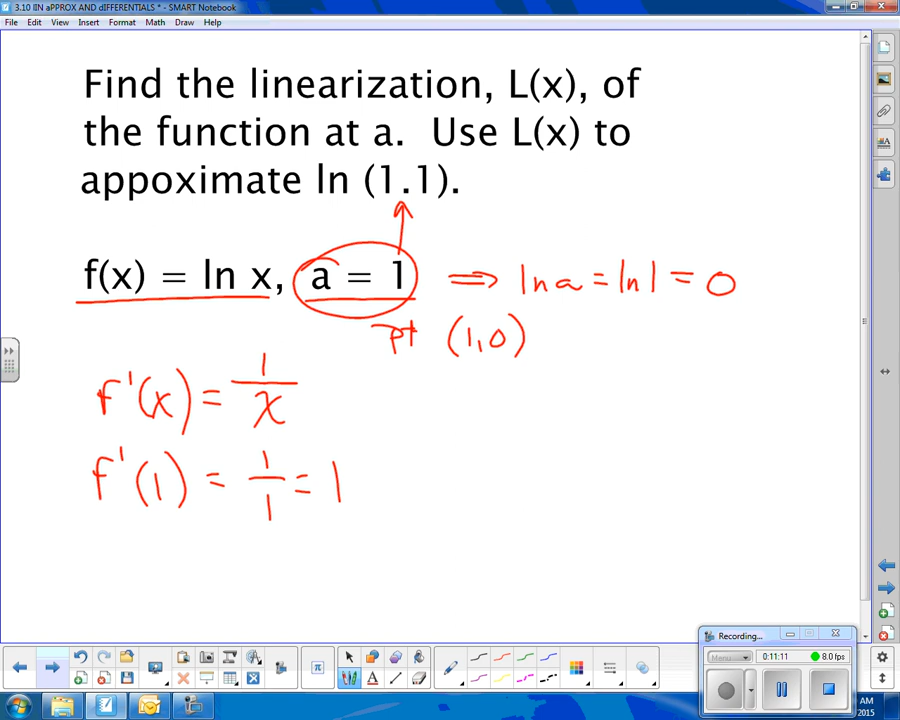 3.10 lIN aPPROX AND dIFFERENTIALS * - SMART Notebook
File Edit View Insert Format Math Draw Help
Find the linearization, L(x), of
the function at a. Use L(x) to
appoximate ln (1.1).
f(x) = ln x, a = 1 ⟹ ln a = ln 1 = 0
pt (1,0)
f'(x) = 1/x
f'(1) = 1/1 = 1
Recording...
Menu 0:11:11 8.0 fps
AM
2015